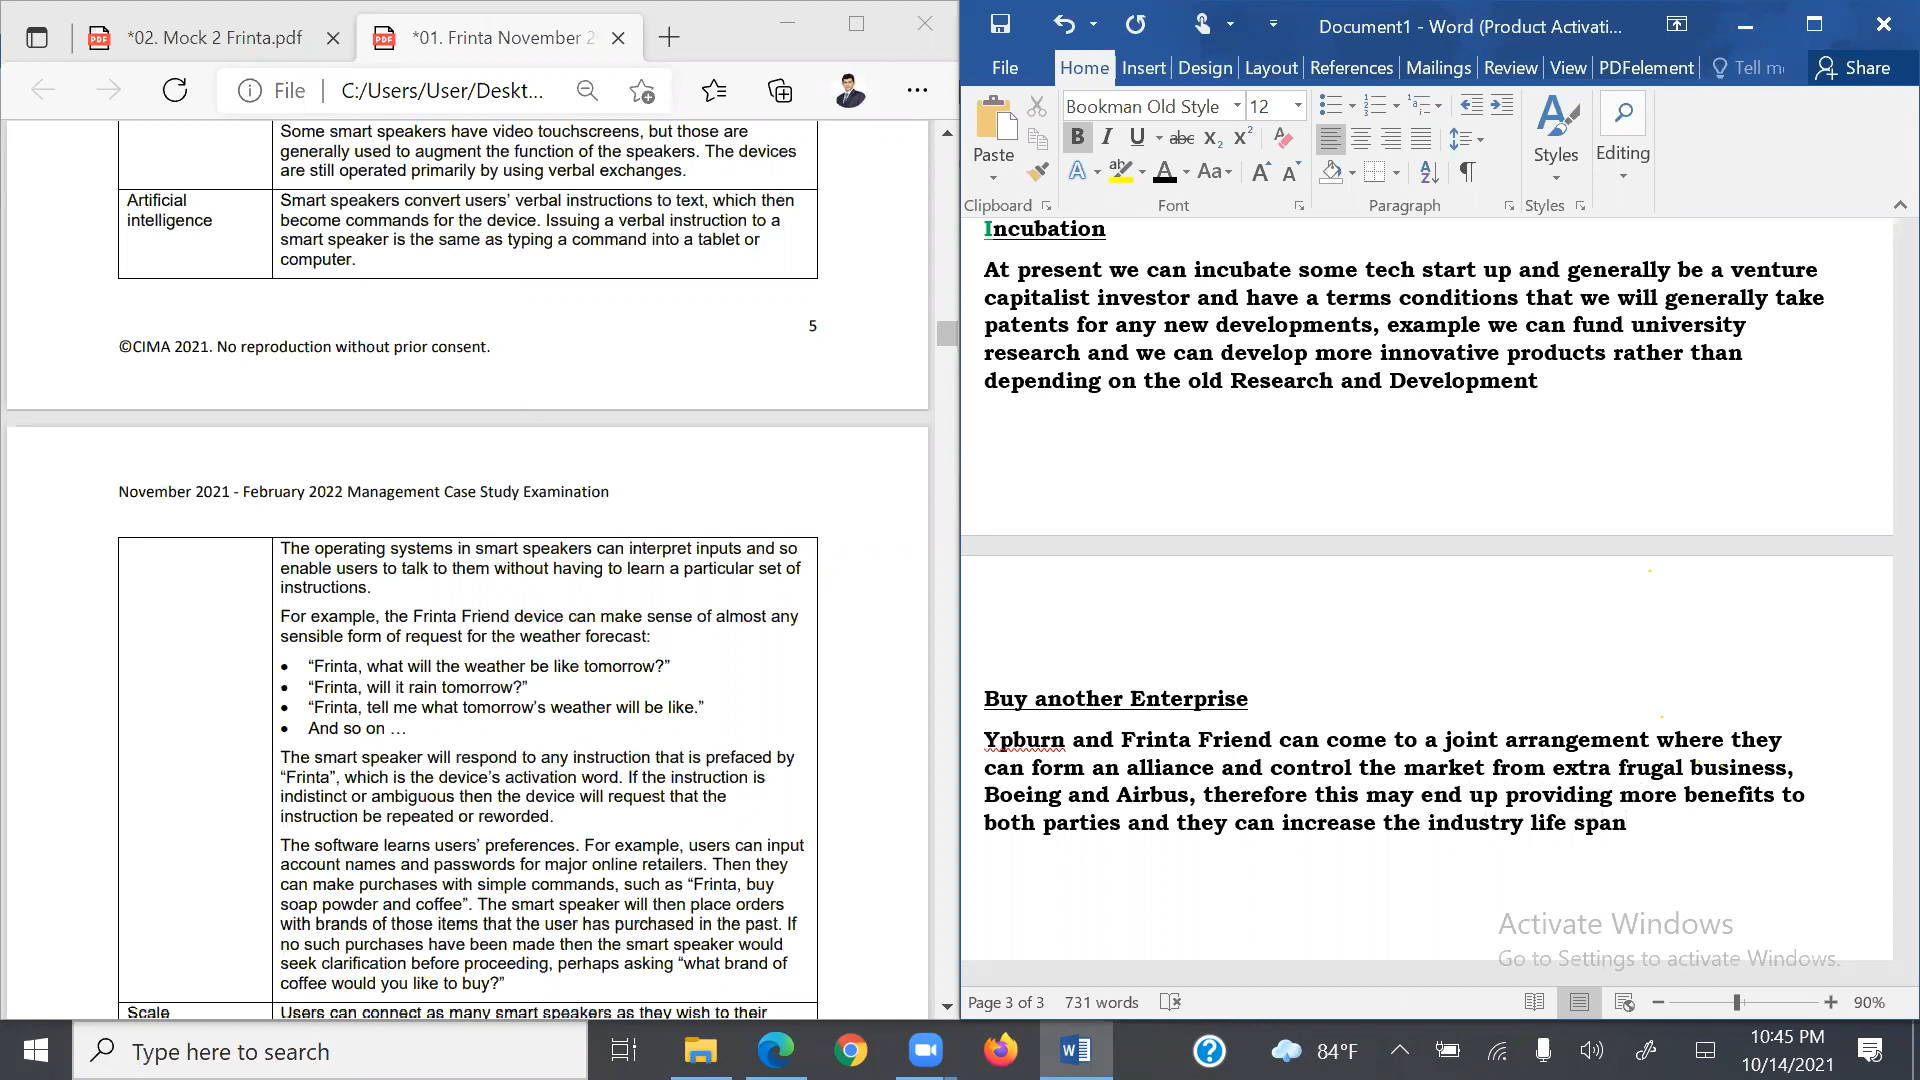 *02. Mock 2 Frinta.pdf
*01. Frinta November 2
File
C:/Users/User/Deskt...
Some smart speakers have video touchscreens, but those are
generally used to augment the function of the speakers. The devices
are still operated primarily by using verbal exchanges.
Artificial
intelligence
Smart speakers convert users’ verbal instructions to text, which then
become commands for the device. Issuing a verbal instruction to a
smart speaker is the same as typing a command into a tablet or
computer.
5
©CIMA 2021. No reproduction without prior consent.
November 2021 - February 2022 Management Case Study Examination
The operating systems in smart speakers can interpret inputs and so
enable users to talk to them without having to learn a particular set of
instructions.
For example, the Frinta Friend device can make sense of almost any
sensible form of request for the weather forecast:
• “Frinta, what will the weather be like tomorrow?”
• “Frinta, will it rain tomorrow?”
• “Frinta, tell me what tomorrow’s weather will be like.”
• And so on …
The smart speaker will respond to any instruction that is prefaced by
“Frinta”, which is the device’s activation word. If the instruction is
indistinct or ambiguous then the device will request that the
instruction be repeated or reworded.
The software learns users’ preferences. For example, users can input
account names and passwords for major online retailers. Then they
can make purchases with simple commands, such as “Frinta, buy
soap powder and coffee”. The smart speaker will then place orders
with brands of those items that the user has purchased in the past. If
no such purchases have been made then the smart speaker would
seek clarification before proceeding, perhaps asking “what brand of
coffee would you like to buy?”
Scale
Users can connect as many smart speakers as they wish to their
Document1 - Word (Product Activati...
File Home Insert Design Layout References Mailings Review View PDFelement Tell me Share
Paste
Bookman Old Style 12
B I U abc X2 X2
A A Aa A A
Styles
Editing
Clipboard Font Paragraph Styles
Incubation
At present we can incubate some tech start up and generally be a venture
capitalist investor and have a terms conditions that we will generally take
patents for any new developments, example we can fund university
research and we can develop more innovative products rather than
depending on the old Research and Development
Buy another Enterprise
Ypburn and Frinta Friend can come to a joint arrangement where they
can form an alliance and control the market from extra frugal business,
Boeing and Airbus, therefore this may end up providing more benefits to
both parties and they can increase the industry life span
Activate Windows
Go to Settings to activate Windows.
Page 3 of 3 731 words
90%
Type here to search
84°F
10:45 PM
10/14/2021